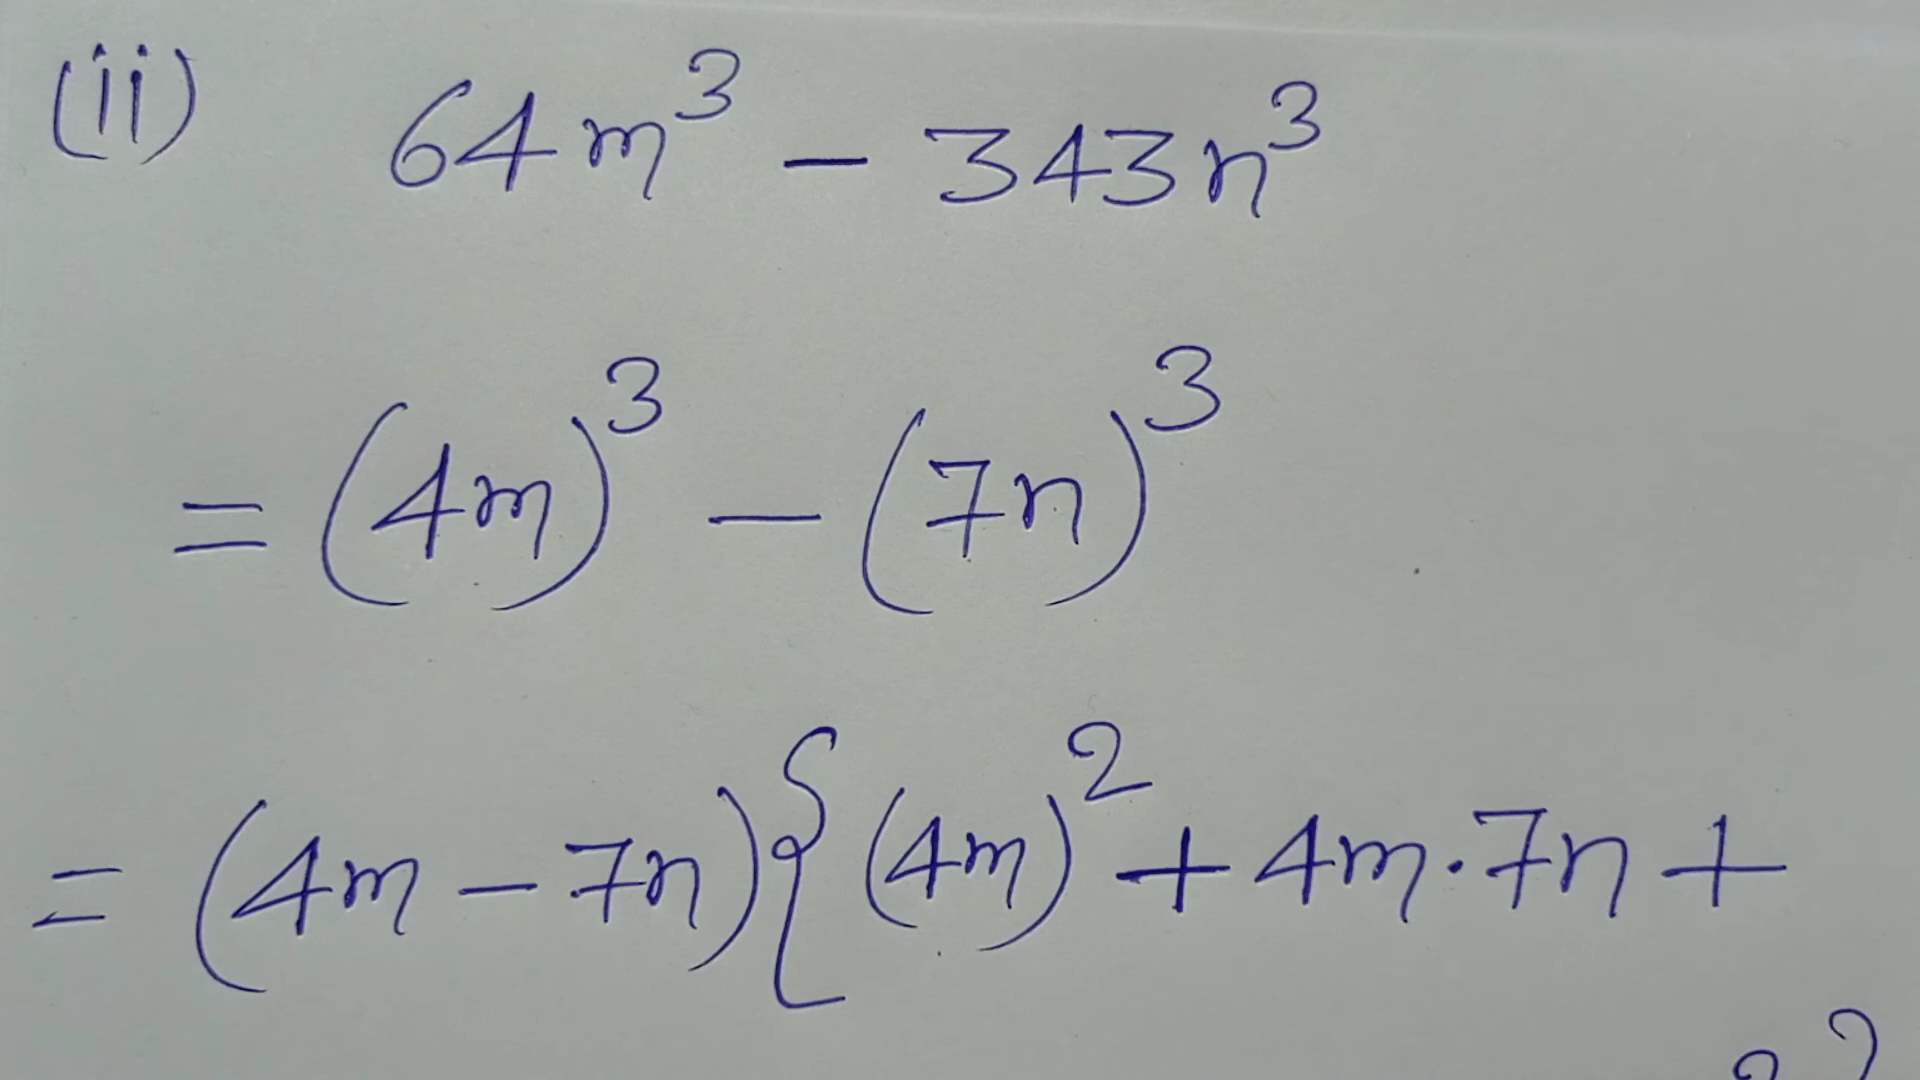 (ii) 64m³ - 343n³
= (4m)³ - (7n)³
= (4m - 7n){(4m)² + 4m·7n +